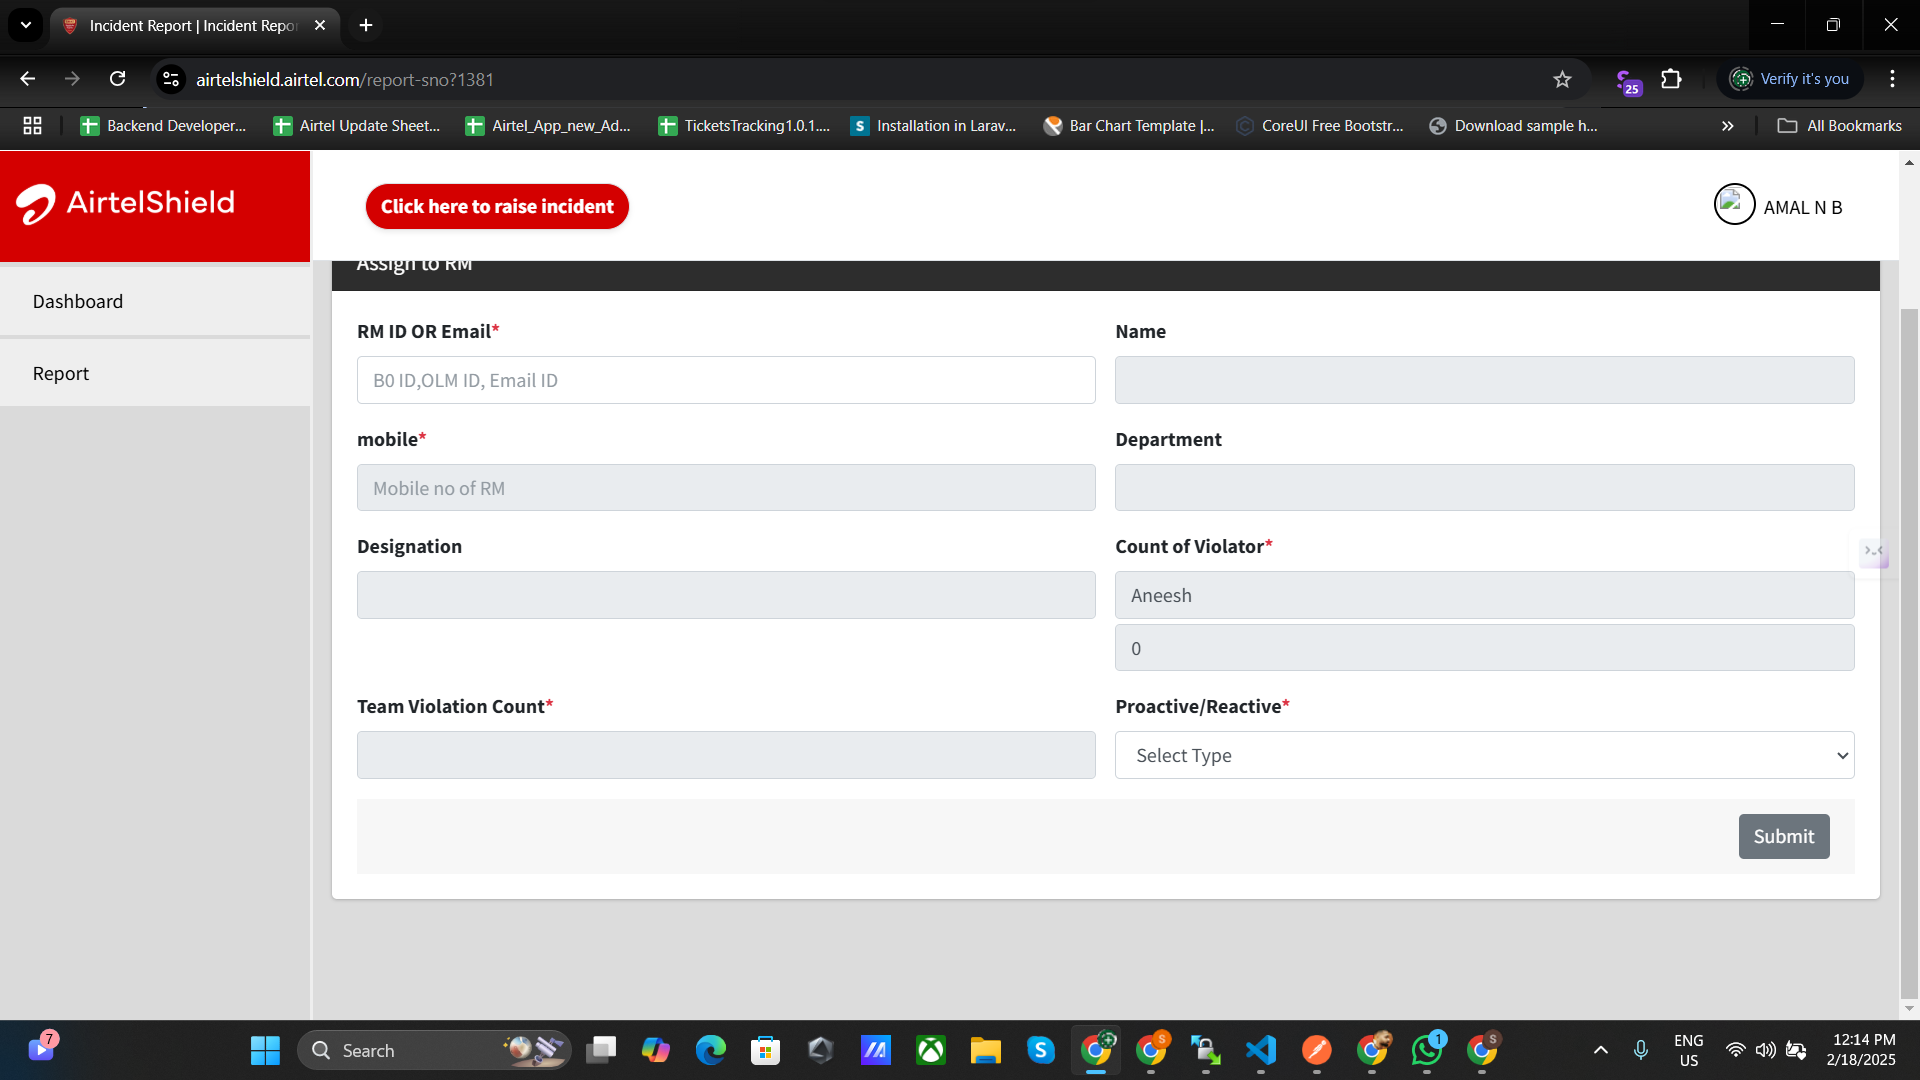 Incident Report | Incident Repo
airtelshield.airtel.com/report-sno?1381
25
Verify it's you
Backend Developer...
Airtel Update Sheet...
Airtel_App_new_Ad...
TicketsTracking1.0.1....
S
Installation in Larav...
Bar Chart Template |...
CoreUI Free Bootstr...
Download sample h...
All Bookmarks
AirtelShield
Click here to raise incident
AMAL N B
Dashboard
Report
Assign to RM
RM ID OR Email*
Name
B0 ID,OLM ID, Email ID
mobile*
Department
Mobile no of RM
Designation
Count of Violator*
Aneesh
0
Team Violation Count*
Proactive/Reactive*
Select Type
Submit
7
Search
S
S
1
S
ENG
US
12:14 PM
2/18/2025